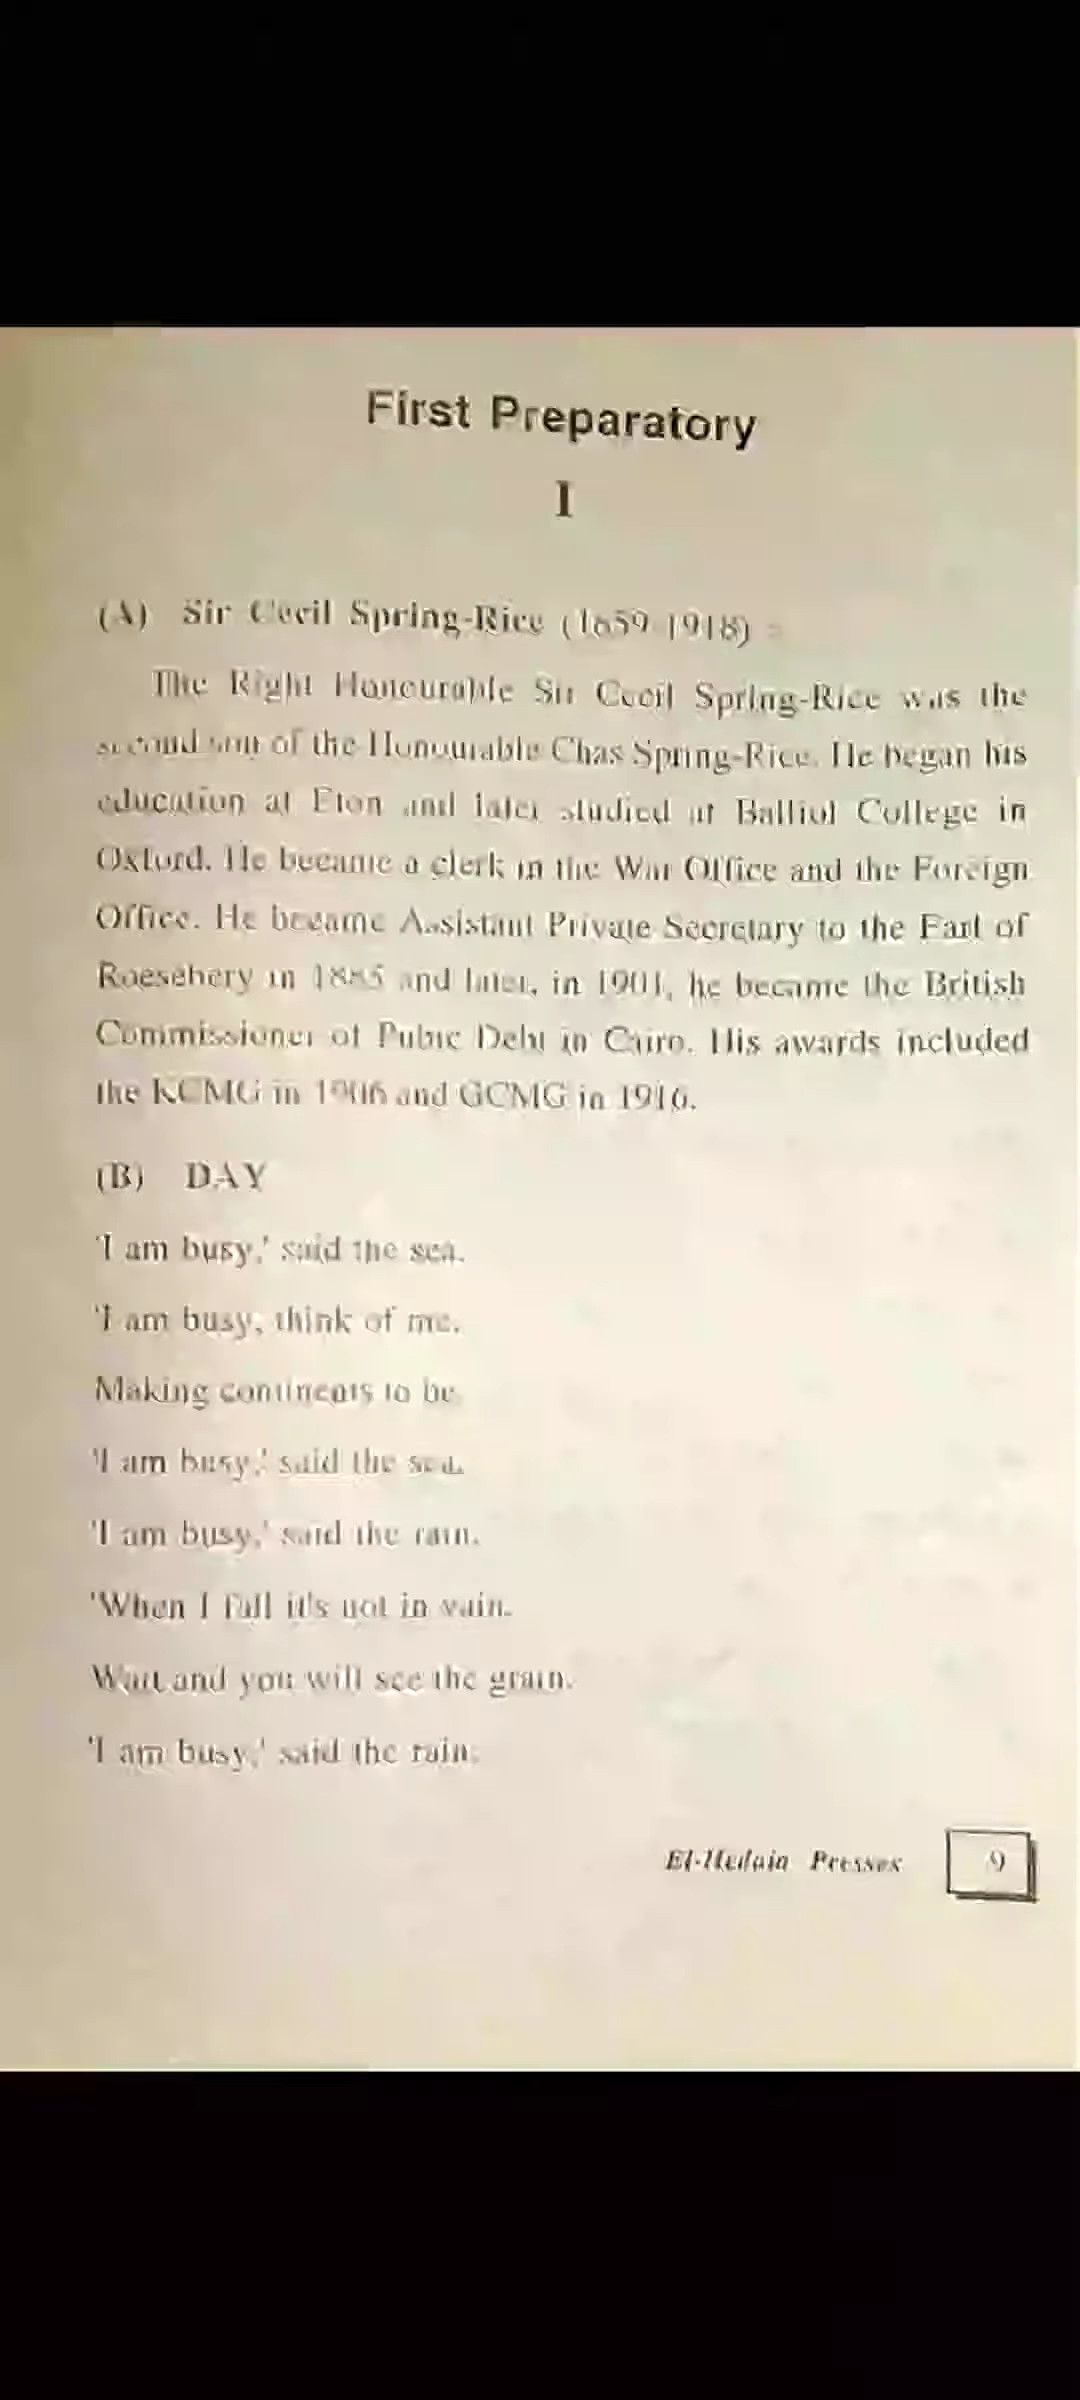 First Preparatory
I
(A) Sir Cecil Spring-Rice (1859-1918) :
The Right Honourable Sir Cecil Spring-Rice was the
second son of the Honourable Chas Spring-Rice. He began his
education at Eton and later studied at Balliol College in
Oxford. He became a clerk in the War Office and the Foreign
Office. He became Assistant Private Secretary to the Earl of
Roesebery in 1885 and later, in 1901, he became the British
Commissioner of Pubic Debt in Cairo. His awards included
the KCMG in 1906 and GCMG in 1916.
(B) DAY
'I am busy,' said the sea.
'I am busy, think of me.
Making continents to be.
'I am busy,' said the sea.
'I am busy,' said the rain.
'When I fall it's not in vain.
Wait and you will see the grain.
'I am busy,' said the rain.
Presses 9